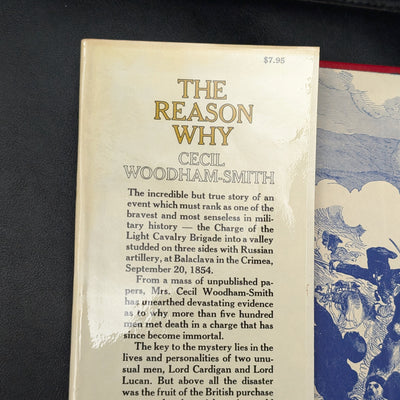 $7.95
THE
REASON
WHY
CECIL
WOODHAM-SMITH
The incredible but true story of an
event which must rank as one of the
bravest and most senseless in mili-
tary history — the Charge of the
Light Cavalry Brigade into a valley
studded on three sides with Russian
artillery, at Balaclava in the Crimea,
September 20, 1854.
From a mass of unpublished pa-
pers, Mrs. Cecil Woodham-Smith
has unearthed devastating evidence
as to why more than five hundred
men met death in a charge that has
since become immortal.
The key to the mystery lies in the
lives and personalities of two unu-
sual men, Lord Cardigan and Lord
Lucan. But above all the disaster
was the fruit of the British purchase